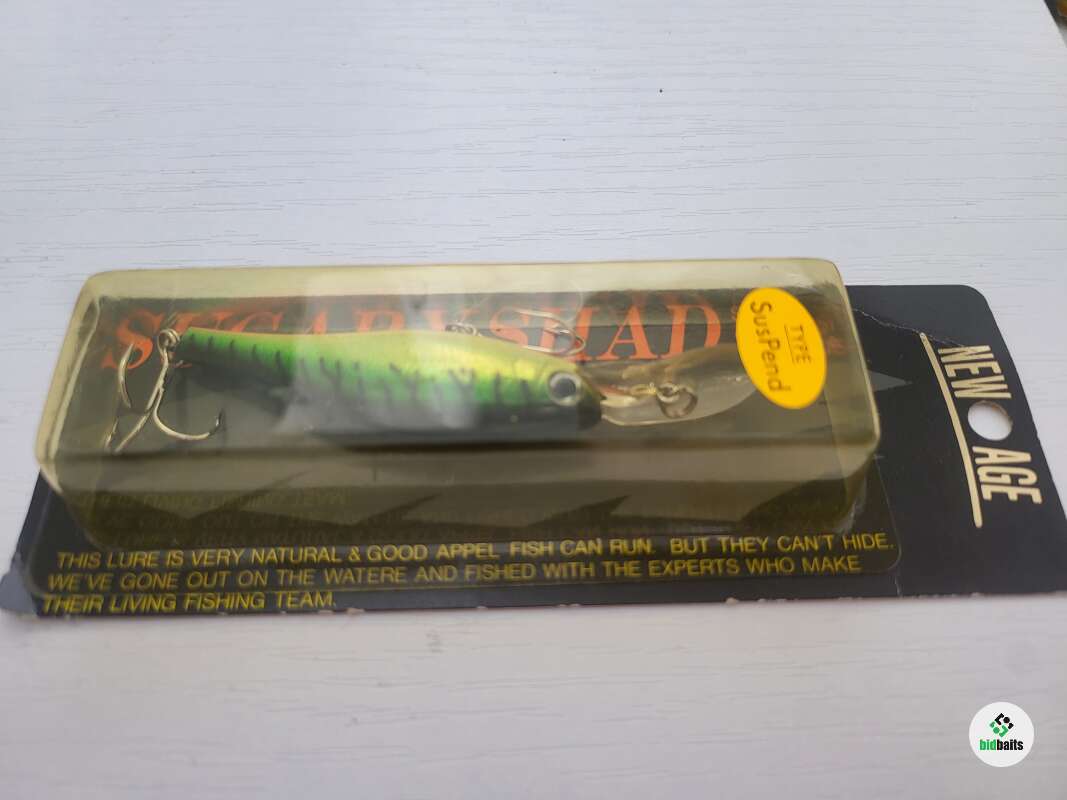 SUGARY SHAD
TYPE
SusPend
NEW AGE
THIS LURE IS VERY NATURAL & GOOD APPEL FISH CAN RUN. BUT THEY CAN'T HIDE.
WE'VE GONE OUT ON THE WATERE AND FISHED WITH THE EXPERTS WHO MAKE
THEIR LIVING FISHING TEAM.
bidbaits